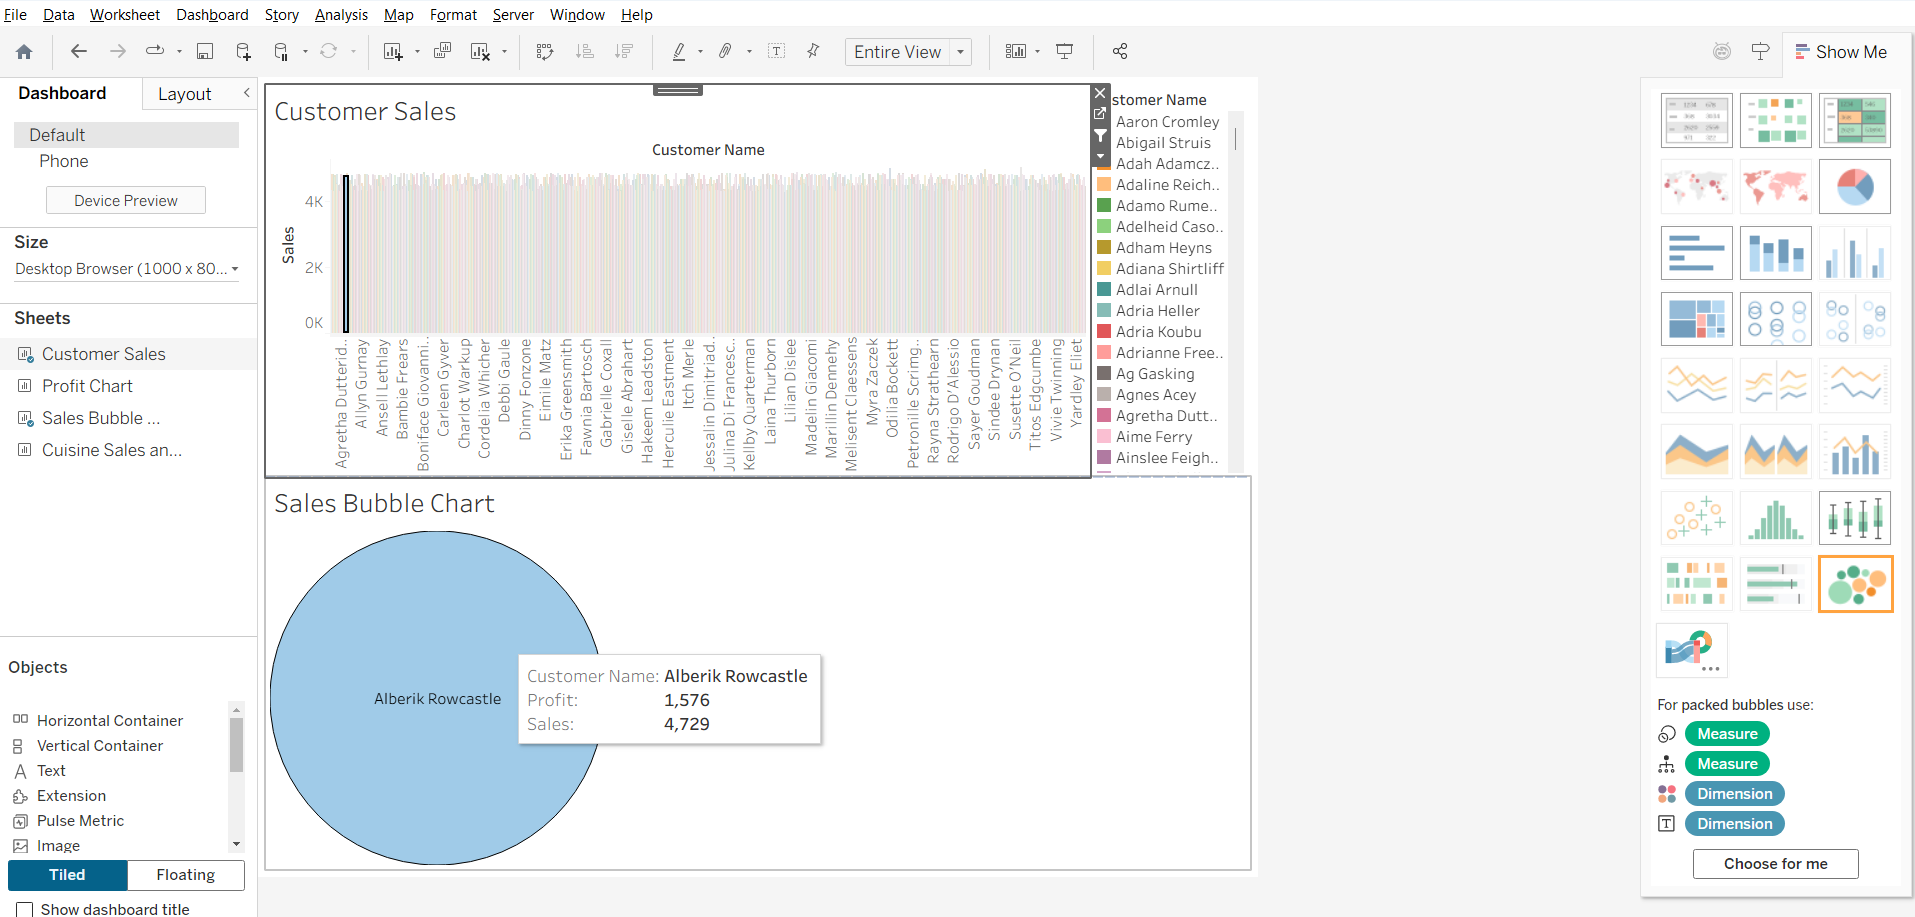 File Data Worksheet Dashboard Story Analysis Map Format Server Window Help
Entire View
Show Me
Dashboard Layout
Default
Phone
Device Preview
Size
Desktop Browser (1000 x 80...
Sheets
Customer Sales
Profit Chart
Sales Bubble ...
Cuisine Sales an...
Objects
Horizontal Container
Vertical Container
Text
Extension
Pulse Metric
Image
Tiled Floating
Show dashboard title
Customer Sales
Customer Name
Sales
4K
2K
0K
Agretha Dutterid..
Allyn Gurnay
Ansell Lethlay
Bambie Frears
Boniface Giovanni..
Carleen Gyver
Charlot Warkup
Cordelia Whicher
Debbi Gaule
Dinny Fonzone
Eimile Matz
Erika Greensmith
Fawnia Bartosch
Gabrielle Coxall
Giselle Abrahart
Hakeem Leadston
Herculie Eastment
Itch Merle
Jessalin Dimitriad..
Julina Di Francesc..
Kellby Quarterman
Laina Thurborn
Lilian Dislee
Madelin Giacomi
Marillin Dennehy
Melisent Claessens
Myra Zaczek
Odilia Bockett
Petronille Scrimg..
Rayna Strathearn
Rodrigo D'Alessio
Sayer Goudman
Sindee Drynan
Susette O'Neil
Titos Edgcumbe
Vivie Twinning
Yardley Eliet
stomer Name
Aaron Cromley
Abigail Struis
Adah Adamcz..
Adaline Reich..
Adamo Rume..
Adelheid Caso..
Adham Heyns
Adiana Shirtliff
Adlai Arnull
Adria Heller
Adria Koubu
Adrianne Free..
Ag Gasking
Agnes Acey
Agretha Dutt..
Aime Ferry
Ainslee Feigh..
Sales Bubble Chart
Alberik Rowcastle
Customer Name: Alberik Rowcastle
Profit: 1,576
Sales: 4,729
For packed bubbles use:
Measure
Measure
Dimension
Dimension
Choose for me